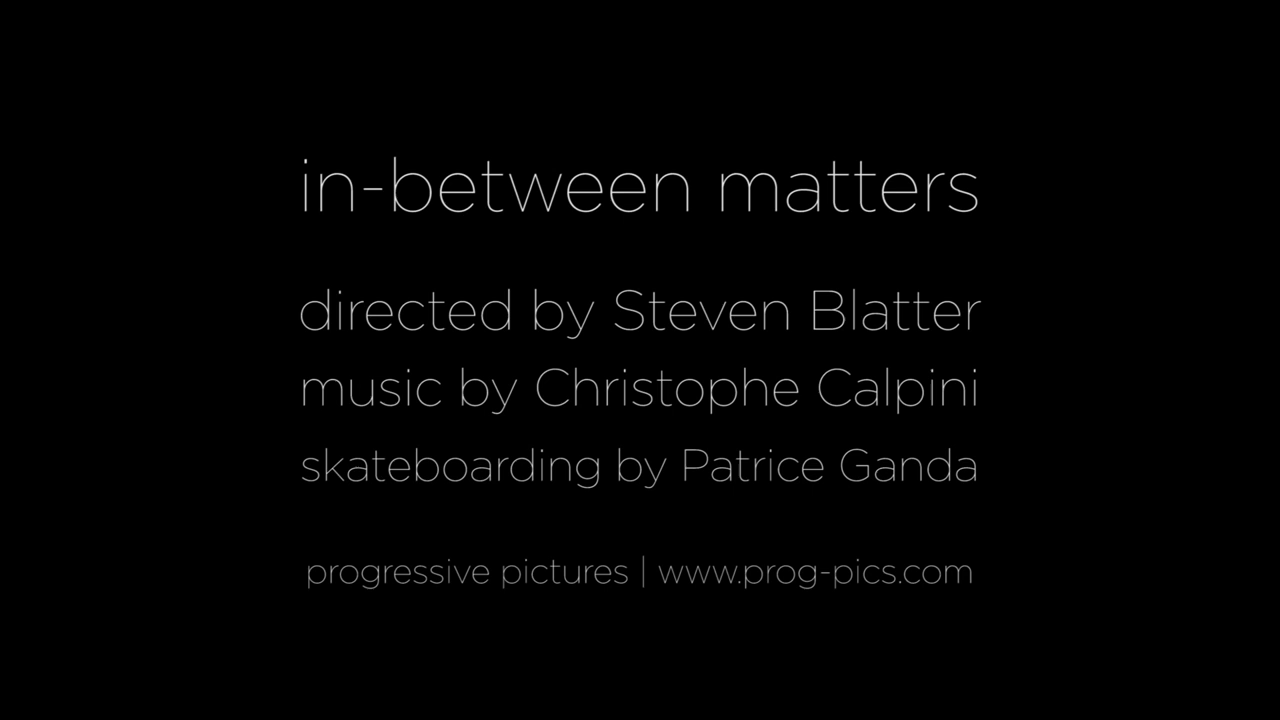 in-between matters
directed by Steven Blatter
music by Christophe Calpini
skateboarding by Patrice Ganda
progressive pictures | www.prog-pics.com